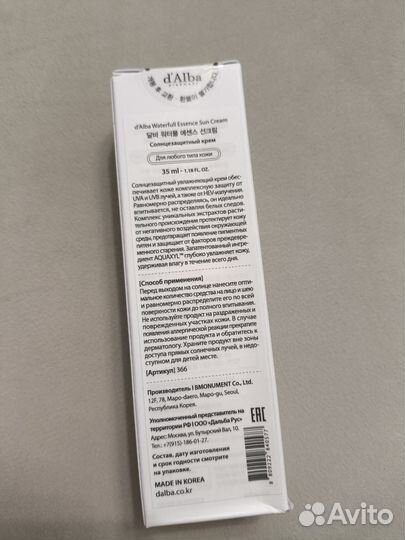 d'Alba
PIEDMONT
d'Alba Waterfull Essence Sun Cream
달바 워터풀 에센스 선크림
Солнцезащитный крем
Для любого типа кожи
35 ml - 1.18 FL. OZ.
Солнцезащитный увлажняющий крем обес-
печивает коже комплексную защиту от
UVA и UVB лучей, а также от HEV-излучения.
Равномерно распределяясь, он идеально
впитывается, не оставляя белых следов.
Комплекс уникальных экстрактов расти-
тельного происхождения протектирует кожу
от негативного воздействия окружающей
среды, предотвращает появление пигментных
пятен и защищает от факторов преждевре-
менного старения. Запатентованный ингре-
диент AQUAXYL™ глубоко увлажняет кожу,
удерживая влагу в течение всего дня.
[Способ применения]
Перед выходом на солнце нанесите опти-
мальное количество средства на лицо и шею
и равномерно распределите его по всей
поверхности кожи до полного впитывания.
Не используйте продукт на раздраженных и
поврежденных участках кожи. В случае
появления аллергической реакции прекратите
использование продукта и обратитесь к
дерматологу. Храните продукт вне зоны
доступа прямых солнечных лучей, в недо-
ступном для детей месте.
[Артикул] 366
Производитель I BMONUMENT Co., Ltd.
12F, 78, Mapo-daero, Mapo-gu, Seoul,
Республика Корея.
Уполномоченный представитель на
территории РФ I ООО «Дальба Рус»
Адрес: Москва, ул. Бутырский Вал, 10.
Тел.: +7(915)-186-01-27.
Состав, дату изготовления
и срок годности смотрите
на упаковке.
MADE IN KOREA
dalba.co.kr
EAC
8 809222 840577
Avito